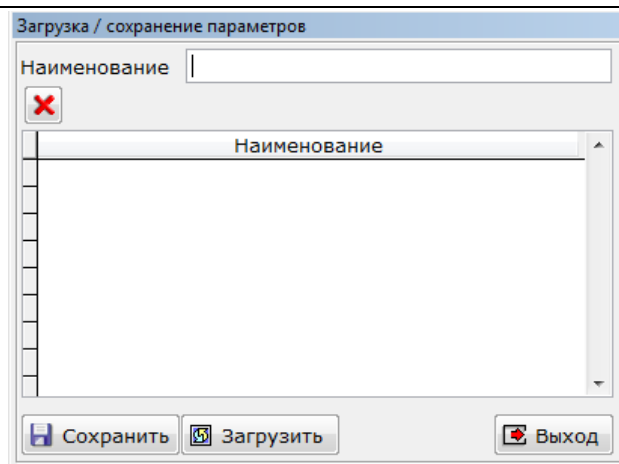 Загрузка / сохранение параметров
Наименование
Наименование
Сохранить Загрузить Выход